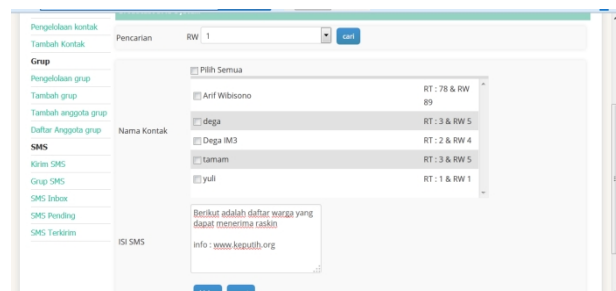 Pengelolaan kontak
Tambah Kontak
Grup
Pengelolaan grup
Tambah grup
Tambah anggota grup
Daftar Anggota grup
SMS
Kirim SMS
Grup SMS
SMS Inbox
SMS Pending
SMS Terkirim
Pencarian RW 1 cari
Pilih Semua
Nama Kontak
Arif Wibisono RT : 78 & RW
89
dega RT : 3 & RW 5
Dega IM3 RT : 2 & RW 4
tamam RT : 3 & RW 5
yuli RT : 1 & RW 1
ISI SMS
Berikut adalah daftar warga yang
dapat menerima raskin
info : www.keputih.org